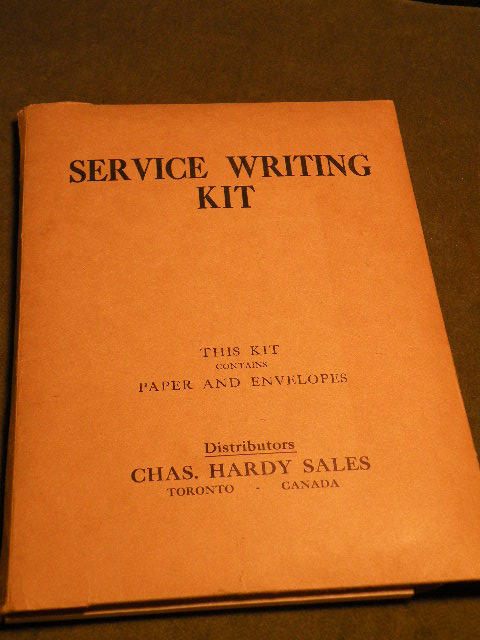 SERVICE WRITING
KIT
THIS KIT
CONTAINS
PAPER AND ENVELOPES
Distributors
CHAS. HARDY SALES
TORONTO - CANADA